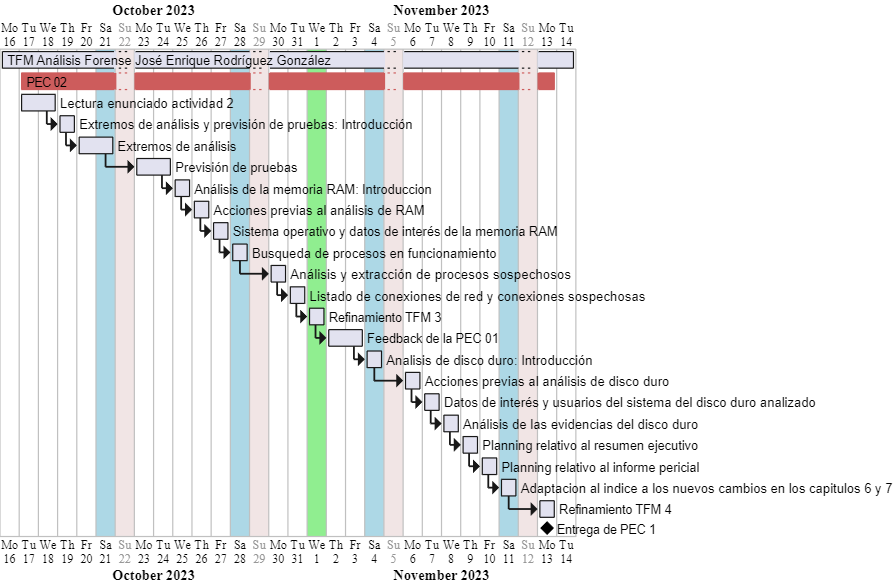 October 2023 November 2023
Mo Tu We Th Fr Sa Su Mo Tu We Th Fr Sa Su Mo Tu We Th Fr Sa Su Mo Tu We Th Fr Sa Su Mo Tu
16 17 18 19 20 21 22 23 24 25 26 27 28 29 30 31 1 2 3 4 5 6 7 8 9 10 11 12 13 14
TFM Análisis Forense José Enrique Rodríguez González
PEC 02
Lectura enunciado actividad 2
Extremos de análisis y previsión de pruebas: Introducción
Extremos de análisis
Previsión de pruebas
Análisis de la memoria RAM: Introduccion
Acciones previas al análisis de RAM
Sistema operativo y datos de interés de la memoria RAM
Busqueda de procesos en funcionamiento
Análisis y extracción de procesos sospechosos
Listado de conexiones de red y conexiones sospechosas
Refinamiento TFM 3
Feedback de la PEC 01
Analisis de disco duro: Introducción
Acciones previas al análisis de disco duro
Datos de interés y usuarios del sistema del disco duro analizado
Análisis de las evidencias del disco duro
Planning relativo al resumen ejecutivo
Planning relativo al informe pericial
Adaptacion al indice a los nuevos cambios en los capitulos 6 y 7
Refinamiento TFM 4
Entrega de PEC 1
Mo Tu We Th Fr Sa Su Mo Tu We Th Fr Sa Su Mo Tu We Th Fr Sa Su Mo Tu We Th Fr Sa Su Mo Tu
16 17 18 19 20 21 22 23 24 25 26 27 28 29 30 31 1 2 3 4 5 6 7 8 9 10 11 12 13 14
October 2023 November 2023